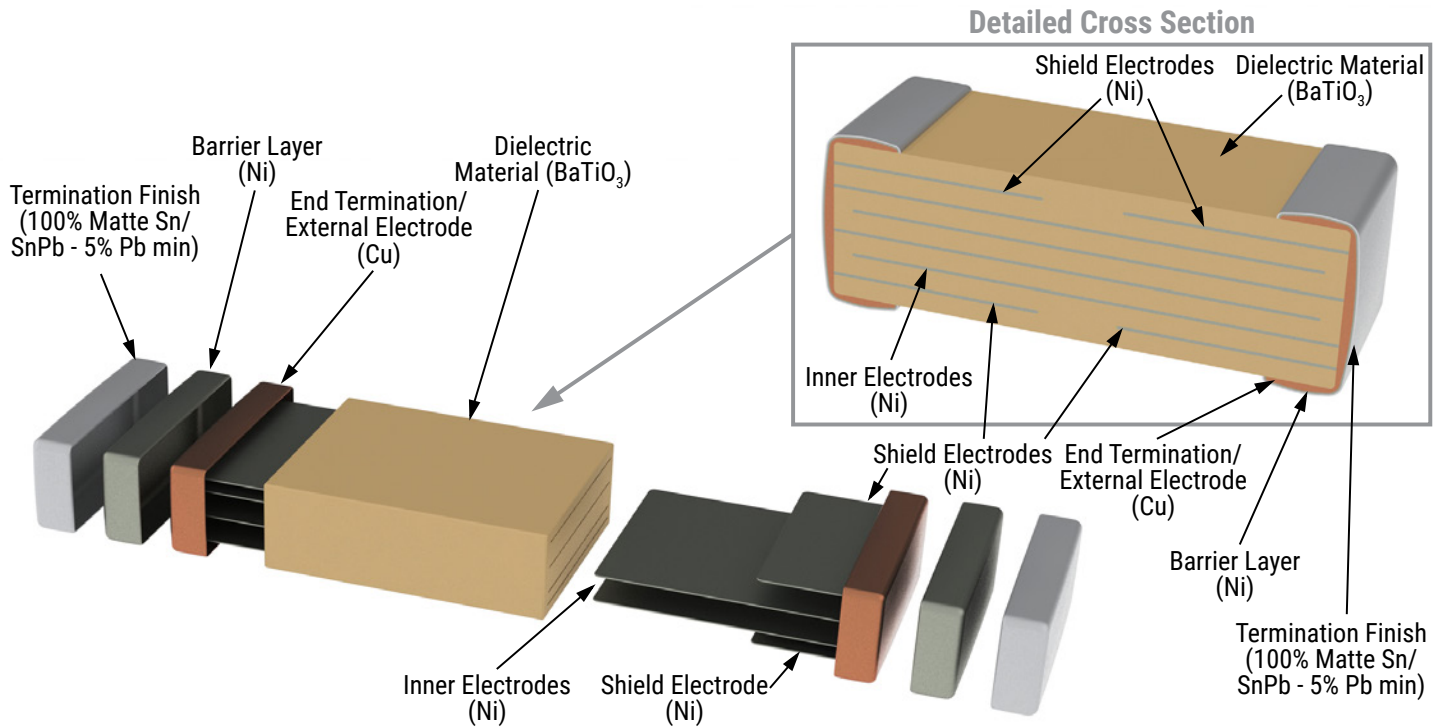 Detailed Cross Section
Shield Electrodes
(Ni)
Dielectric Material
(BaTiO₃)
Barrier Layer
(Ni)
Dielectric
Material (BaTiO₃)
Termination Finish
(100% Matte Sn/
SnPb - 5% Pb min)
End Termination/
External Electrode
(Cu)
Inner Electrodes
(Ni)
Shield Electrodes
(Ni)
End Termination/
External Electrode
(Cu)
Barrier Layer
(Ni)
Termination Finish
(100% Matte Sn/
SnPb - 5% Pb min)
Inner Electrodes
(Ni)
Shield Electrode
(Ni)